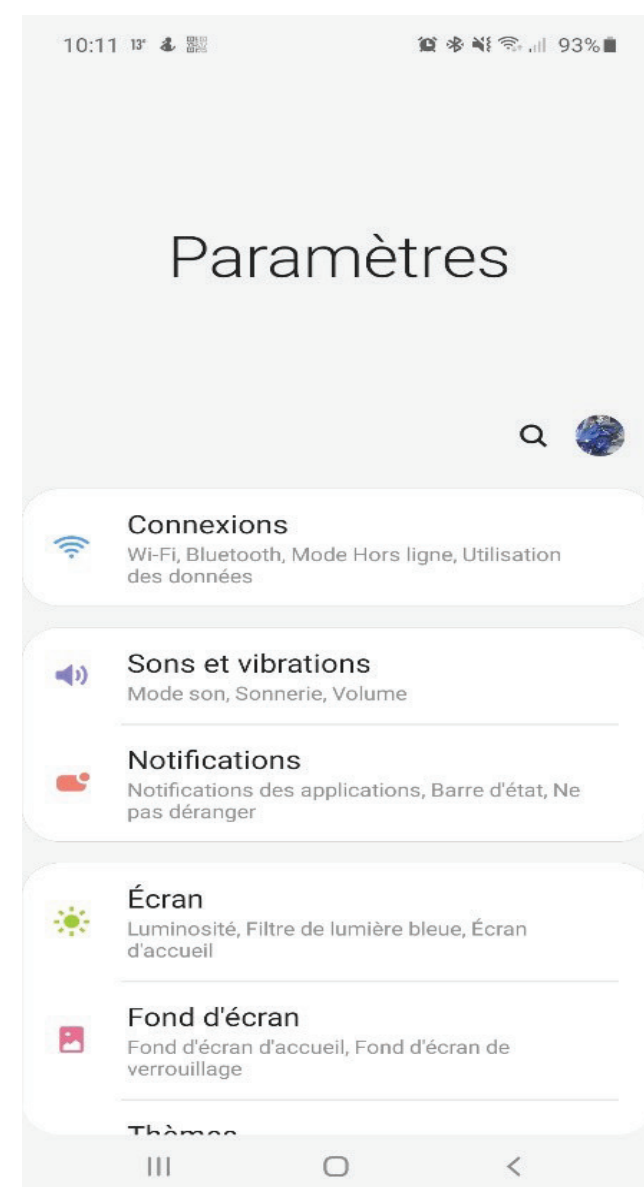 10:11 13° 93%
Paramètres
Connexions
Wi-Fi, Bluetooth, Mode Hors ligne, Utilisation
des données
Sons et vibrations
Mode son, Sonnerie, Volume
Notifications
Notifications des applications, Barre d'état, Ne
pas déranger
Écran
Luminosité, Filtre de lumière bleue, Écran
d'accueil
Fond d'écran
Fond d'écran d'accueil, Fond d'écran de
verrouillage
Thèmes